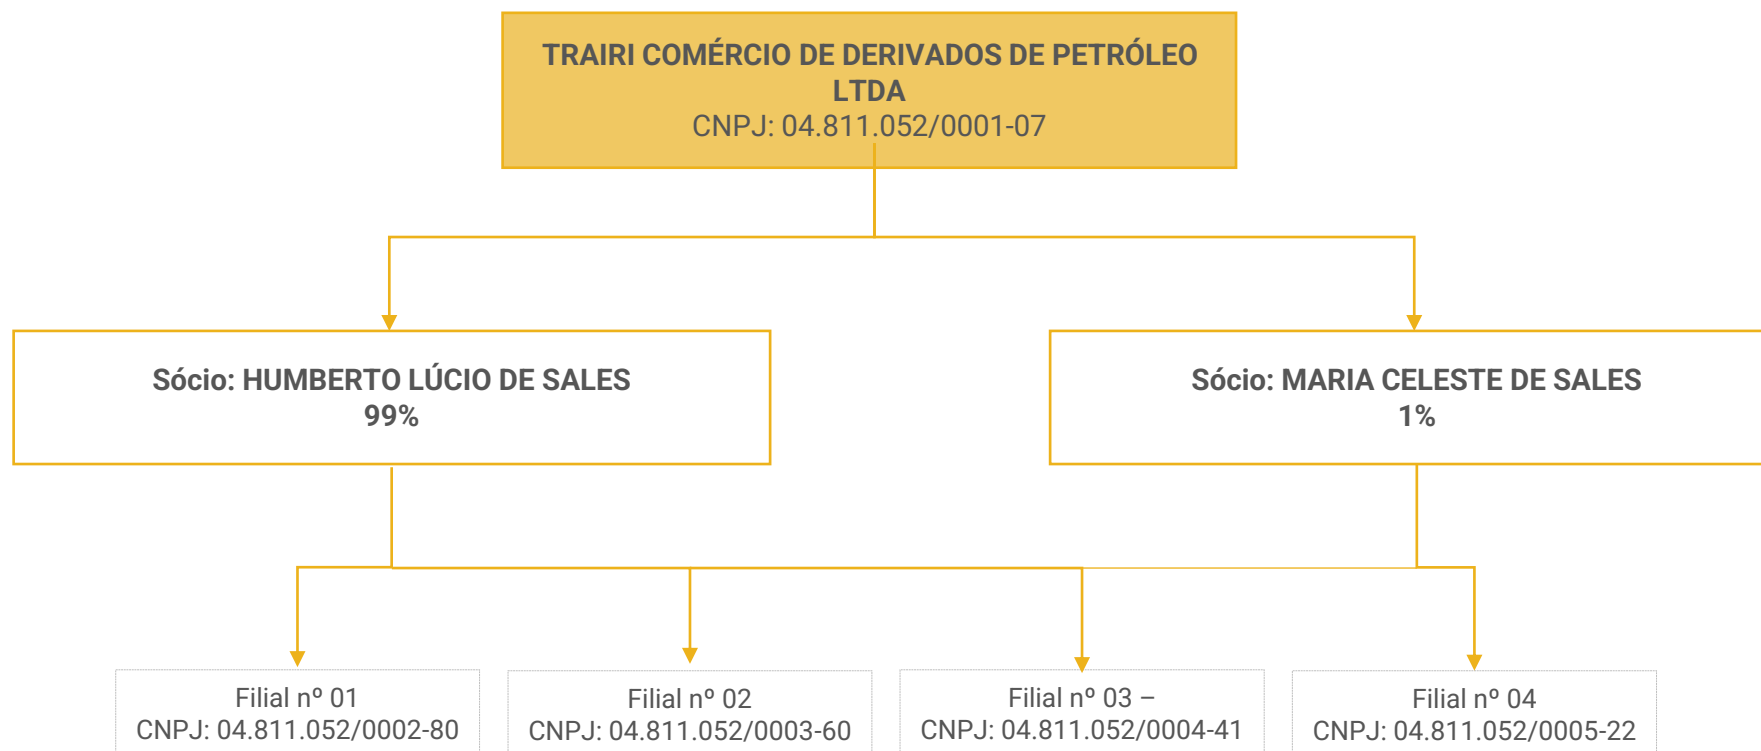 TRAIRI COMÉRCIO DE DERIVADOS DE PETRÓLEO
LTDA
CNPJ: 04.811.052/0001-07
Sócio: HUMBERTO LÚCIO DE SALES
99%
Sócio: MARIA CELESTE DE SALES
1%
Filial nº 01
CNPJ: 04.811.052/0002-80
Filial nº 02
CNPJ: 04.811.052/0003-60
Filial nº 03 –
CNPJ: 04.811.052/0004-41
Filial nº 04
CNPJ: 04.811.052/0005-22